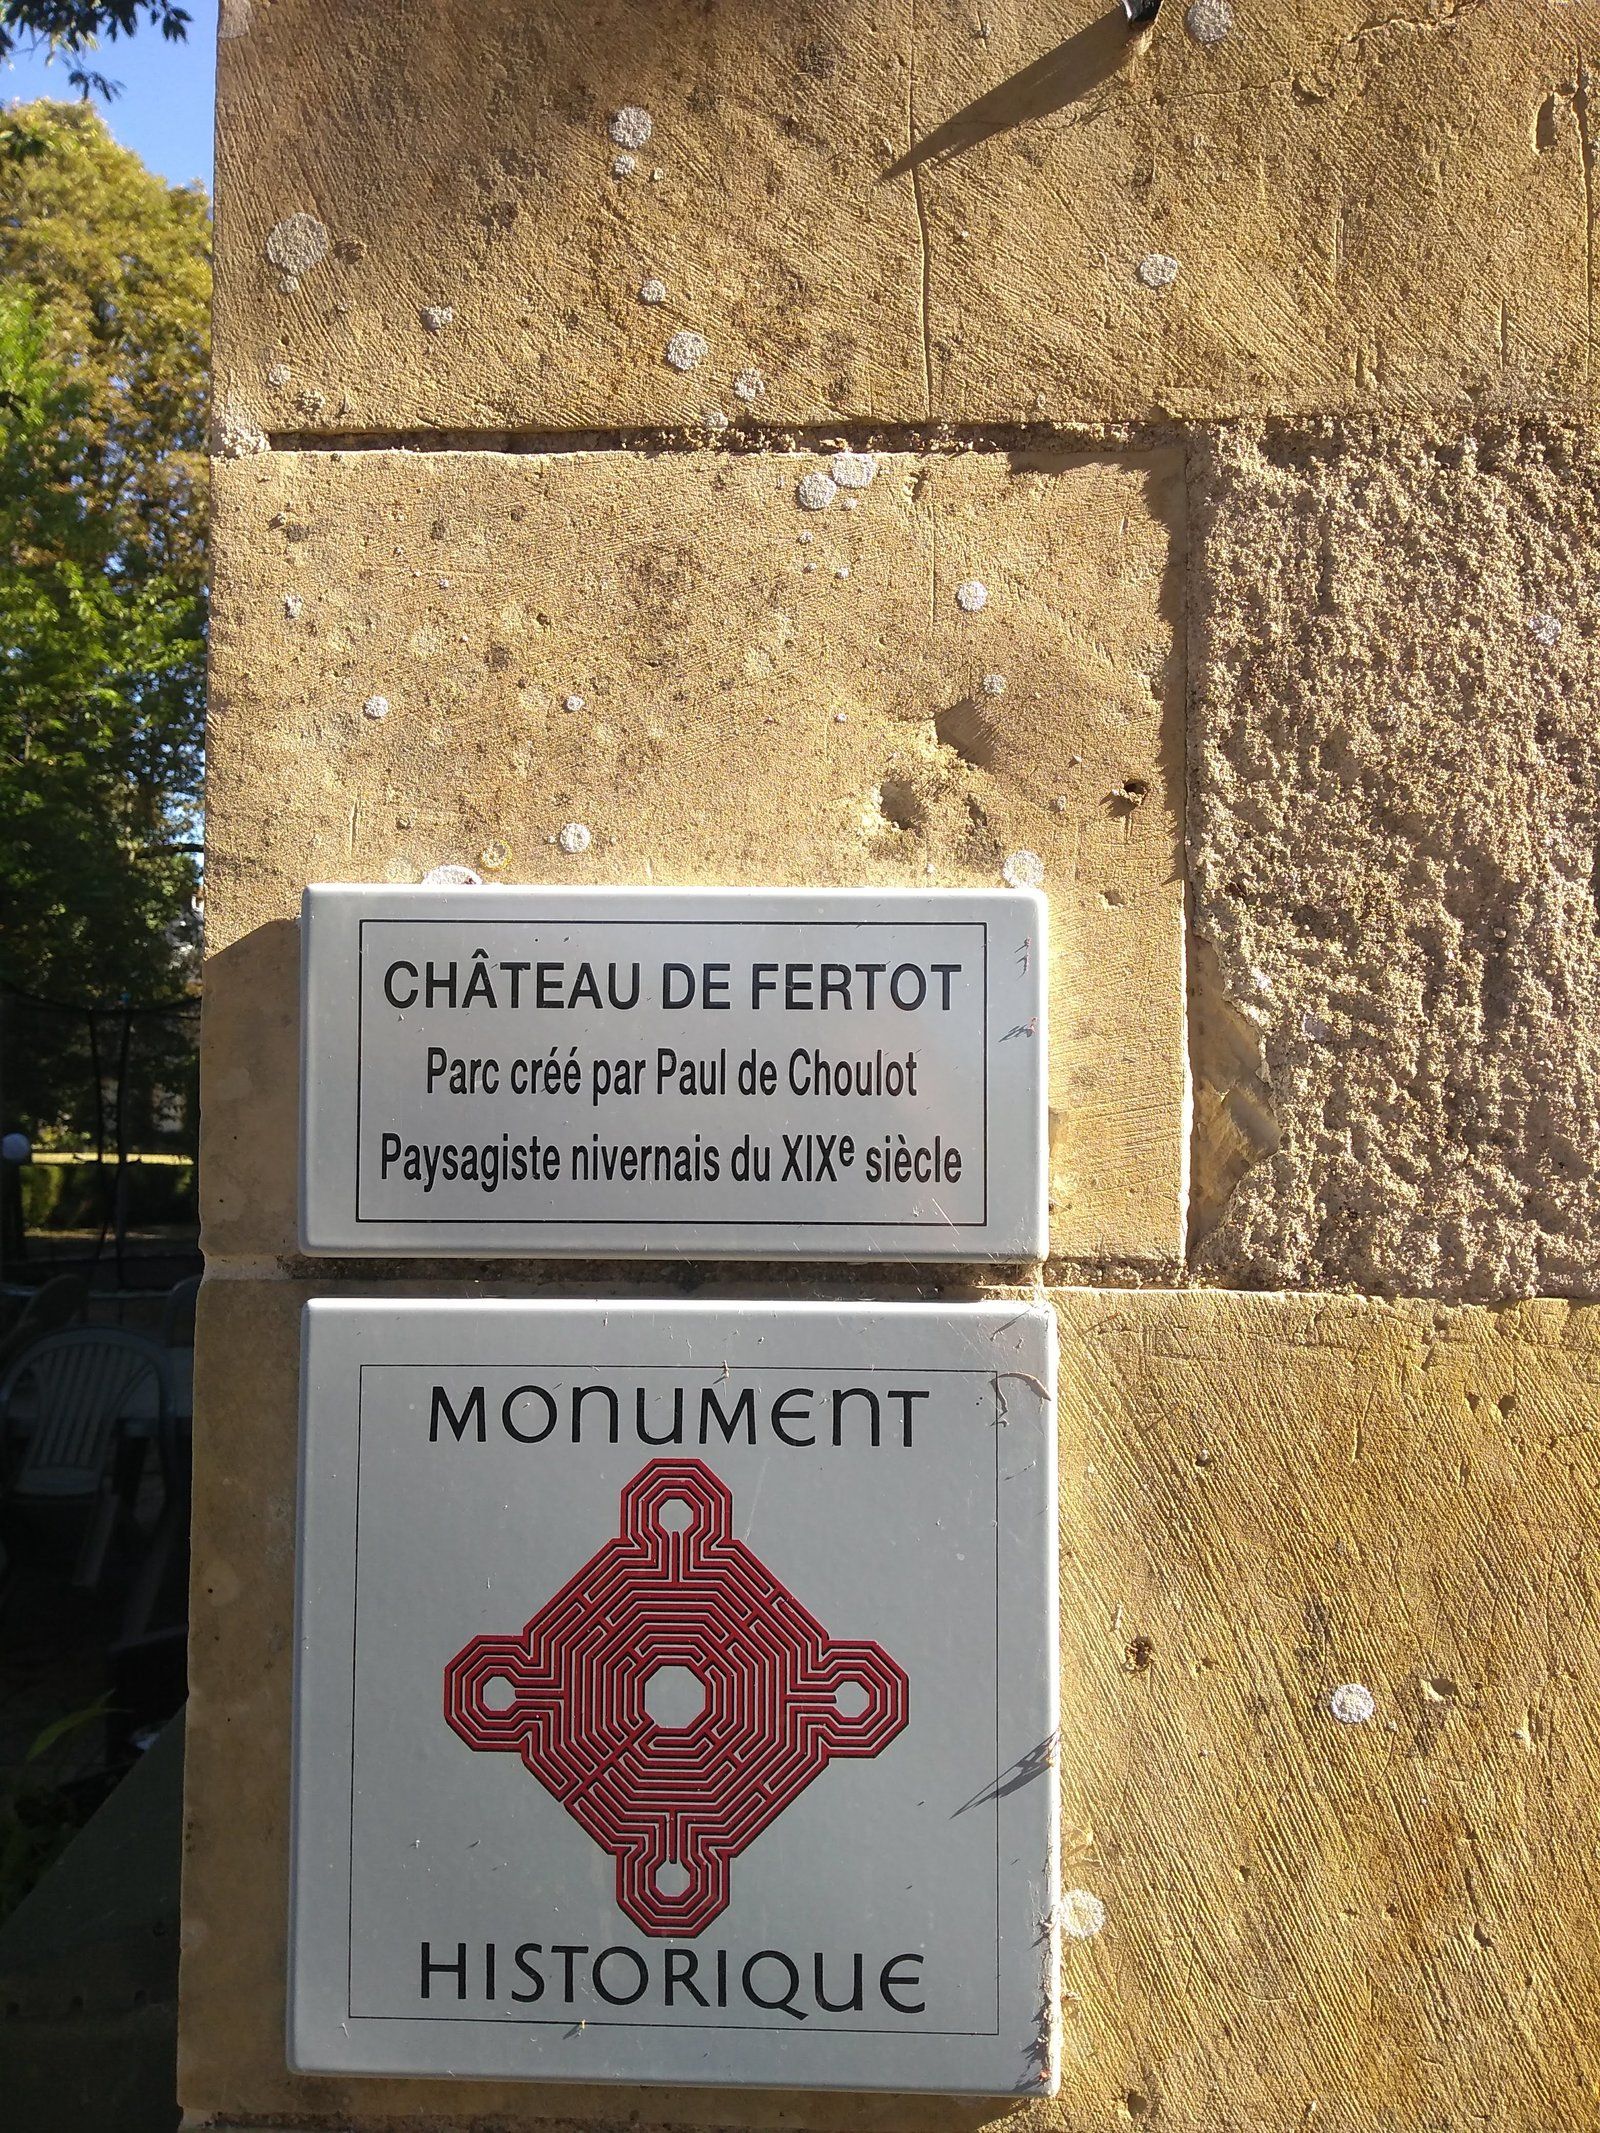 CHÂTEAU DE FERTOT
Parc créé par Paul de Choulot
Paysagiste nivernais du XIXe siècle
MONUMENT
HISTORIQUE